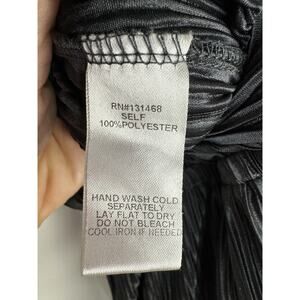 RN#131468
SELF
100%POLYESTER
HAND WASH COLD
SEPARATELY
LAY FLAT TO DRY
DO NOT BLEACH
COOL IRON IF NEEDED